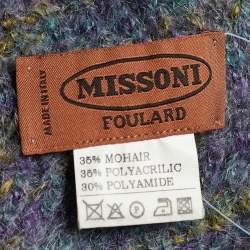 MADE IN ITALY
MISSONI
FOULARD
35% MOHAIR
35% POLYACRILIC
30% POLYAMIDE